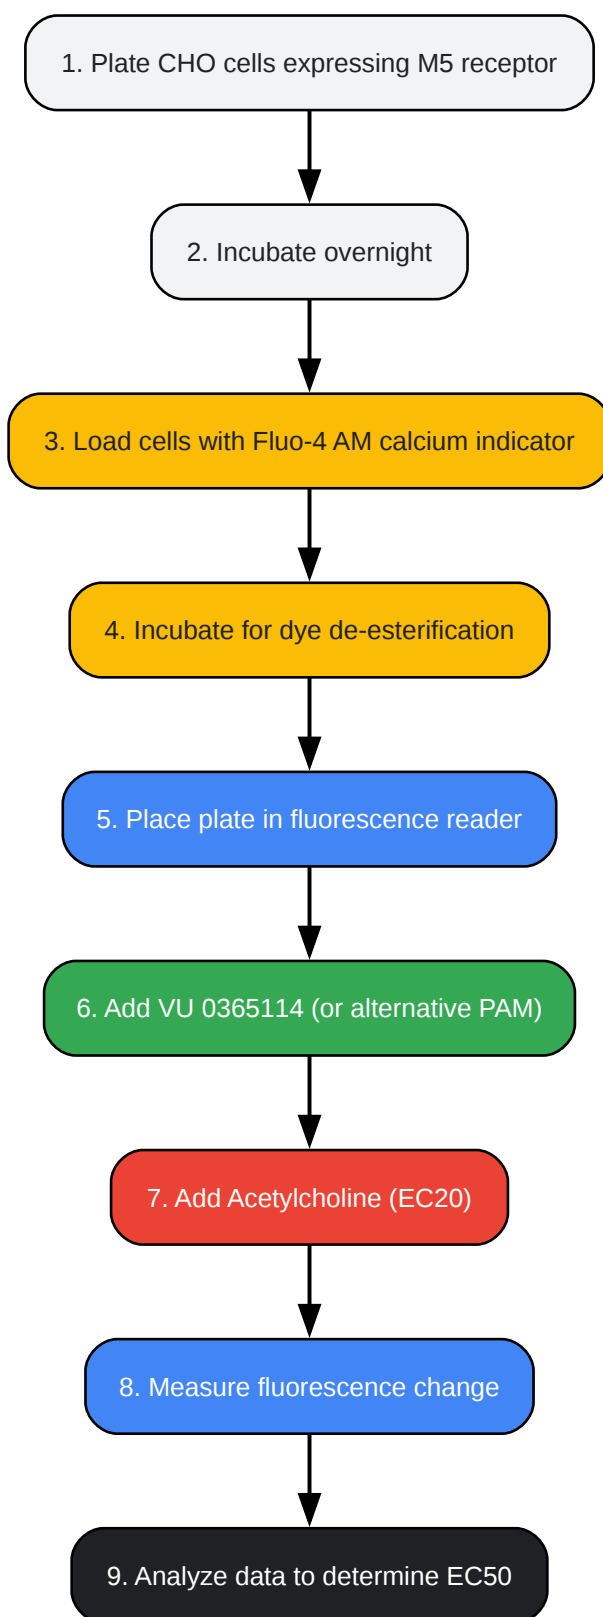 1. Plate CHO cells expressing M5 receptor
2. Incubate overnight
3. Load cells with Fluo-4 AM calcium indicator
4. Incubate for dye de-esterification
5. Place plate in fluorescence reader
6. Add VU 0365114 (or alternative PAM)
7. Add Acetylcholine (EC20)
8. Measure fluorescence change
9. Analyze data to determine EC50